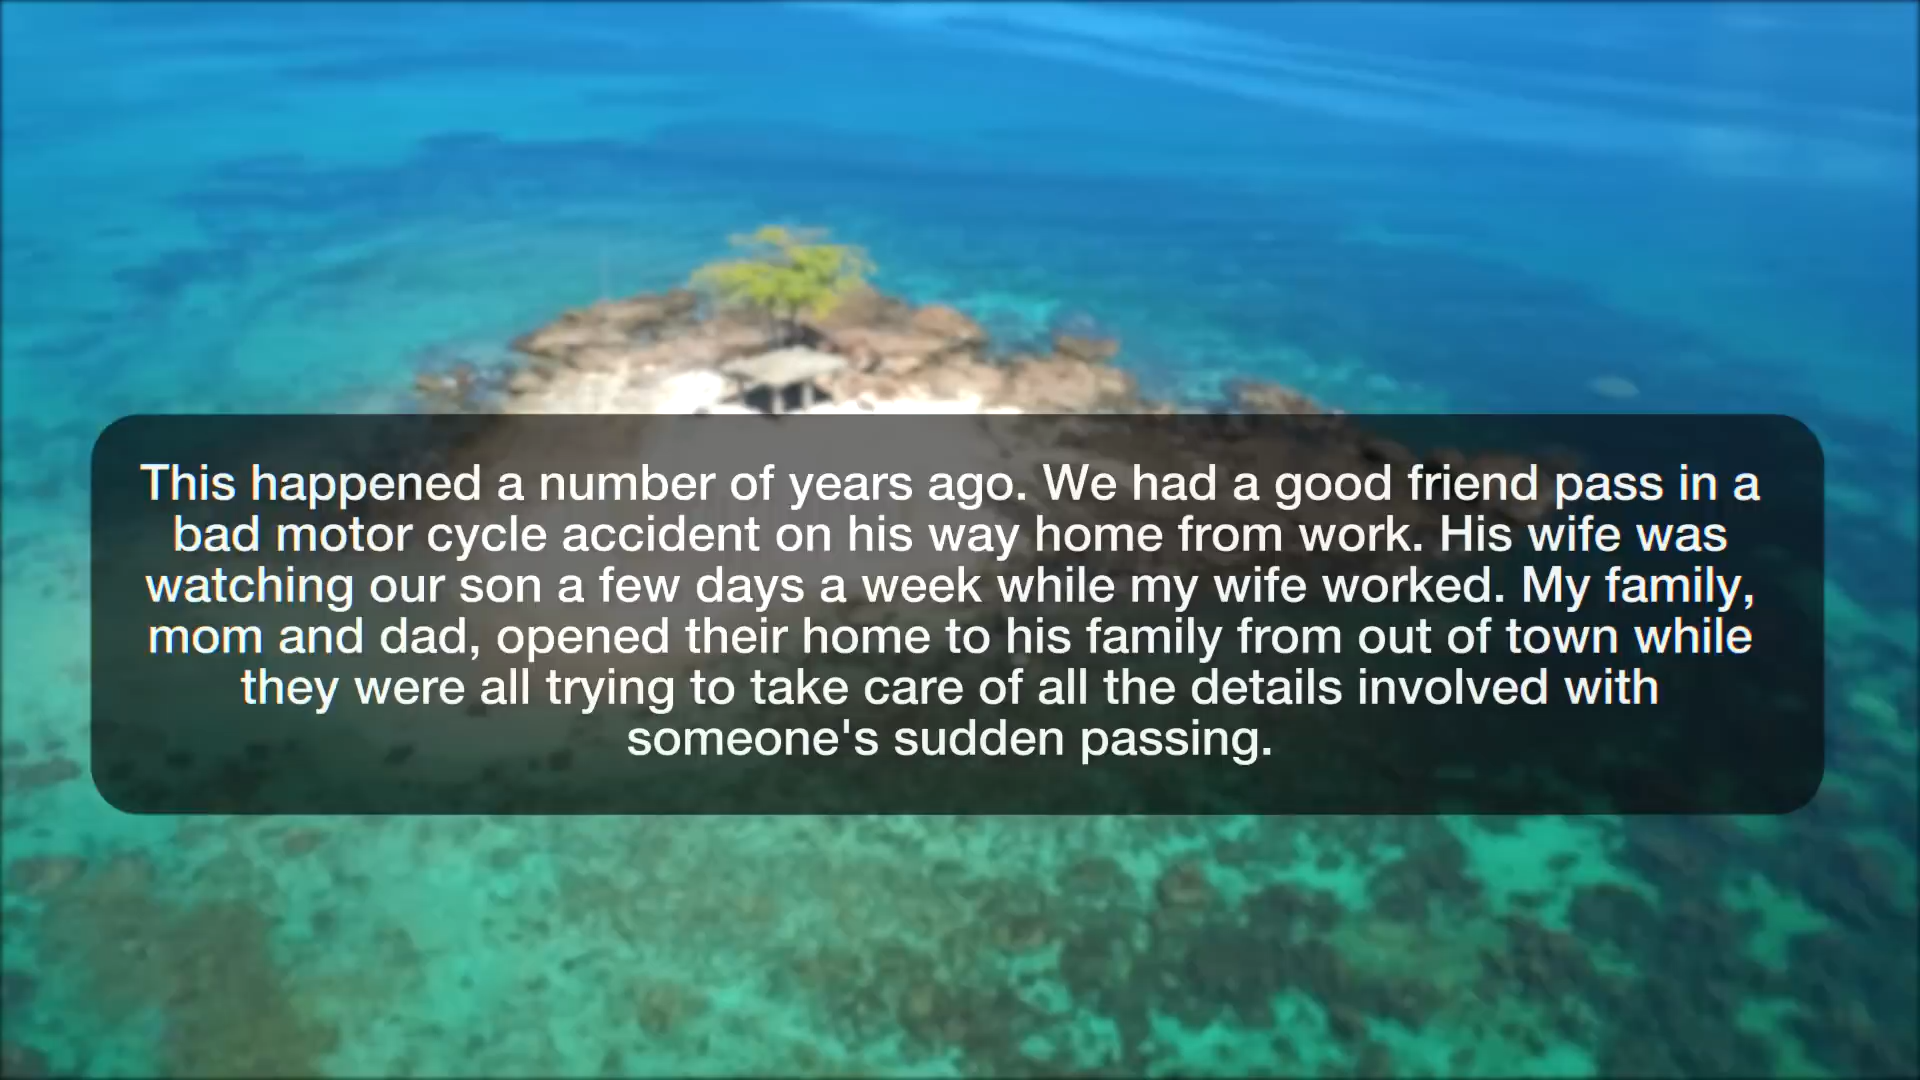 This happened a number of years ago. We had a good friend pass in a
bad motor cycle accident on his way home from work. His wife was
watching our son a few days a week while my wife worked. My family,
mom and dad, opened their home to his family from out of town while
they were all trying to take care of all the details involved with
someone's sudden passing.